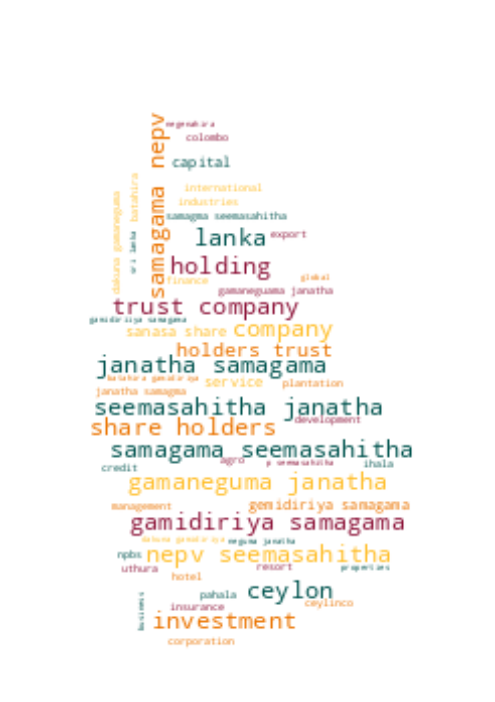 negenahira
colombo
samagama nepv
capital
batahira
international
dakuna gamaneguma
industries
samagma seemasahitha
sri lanka
lanka
export
holding
global
finance
gamaneguama janatha
trust company
gamidiriiya samagama
sanasa share
company
holders trust
janatha samagama
batahira gamidiriya
service
plantation
janatha samagma
seemasahitha janatha
development
share holders
samagama seemasahitha
agro
p seemasahitha
ihala
credit
gamaneguma janatha
management
gemidiriya samagama
gamidiriya samagama
dakuna gamidiriya
neguma janatha
npbs
nepv seemasahitha
uthura
resort
properties
hotel
pahala
ceylon
business
insurance
ceylinco
investment
corporation